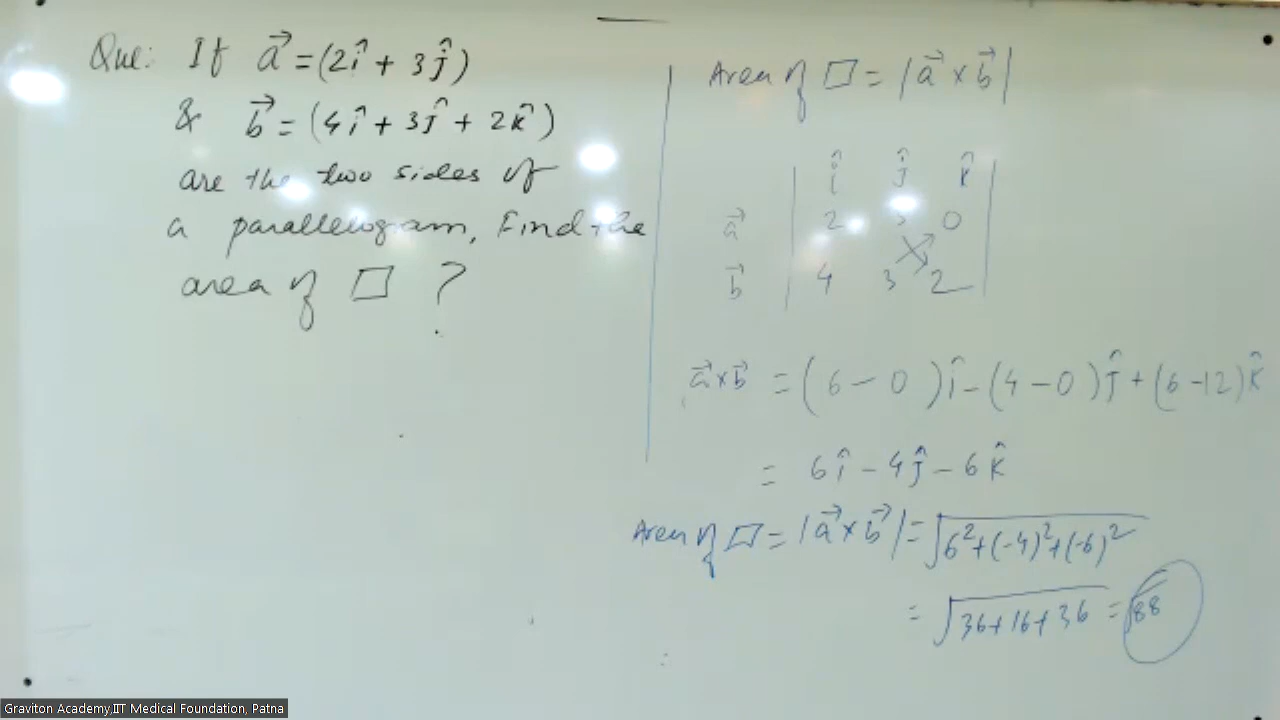 Que: If a⃗ = (2î + 3ĵ)
& b⃗ = (4î + 3ĵ + 2k̂)
are the two sides of
a parallelogram, Find the
area of ▱ ?
Area of ▱ = |a⃗ × b⃗|
î ĵ k̂
a⃗ 2 3 0
b⃗ 4 3 2
a⃗×b⃗ = (6 − 0)î − (4 − 0)ĵ + (6 − 12)k̂
= 6î − 4ĵ − 6k̂
Area of ▱ = |a⃗ × b⃗| = √6²+(-4)²+(-6)²
= √36+16+36 = √88
Graviton Academy,IIT Medical Foundation, Patna